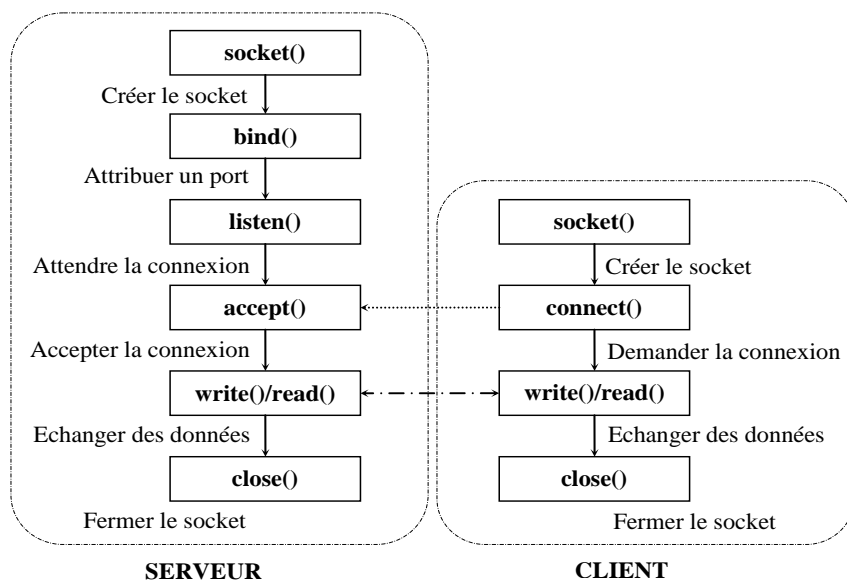 socket()
Créer le socket
bind()
Attribuer un port
listen()
Attendre la connexion
accept()
Accepter la connexion
write()/read()
Echanger des données
close()
Fermer le socket
SERVEUR
socket()
Créer le socket
connect()
Demander la connexion
write()/read()
Echanger des données
close()
Fermer le socket
CLIENT